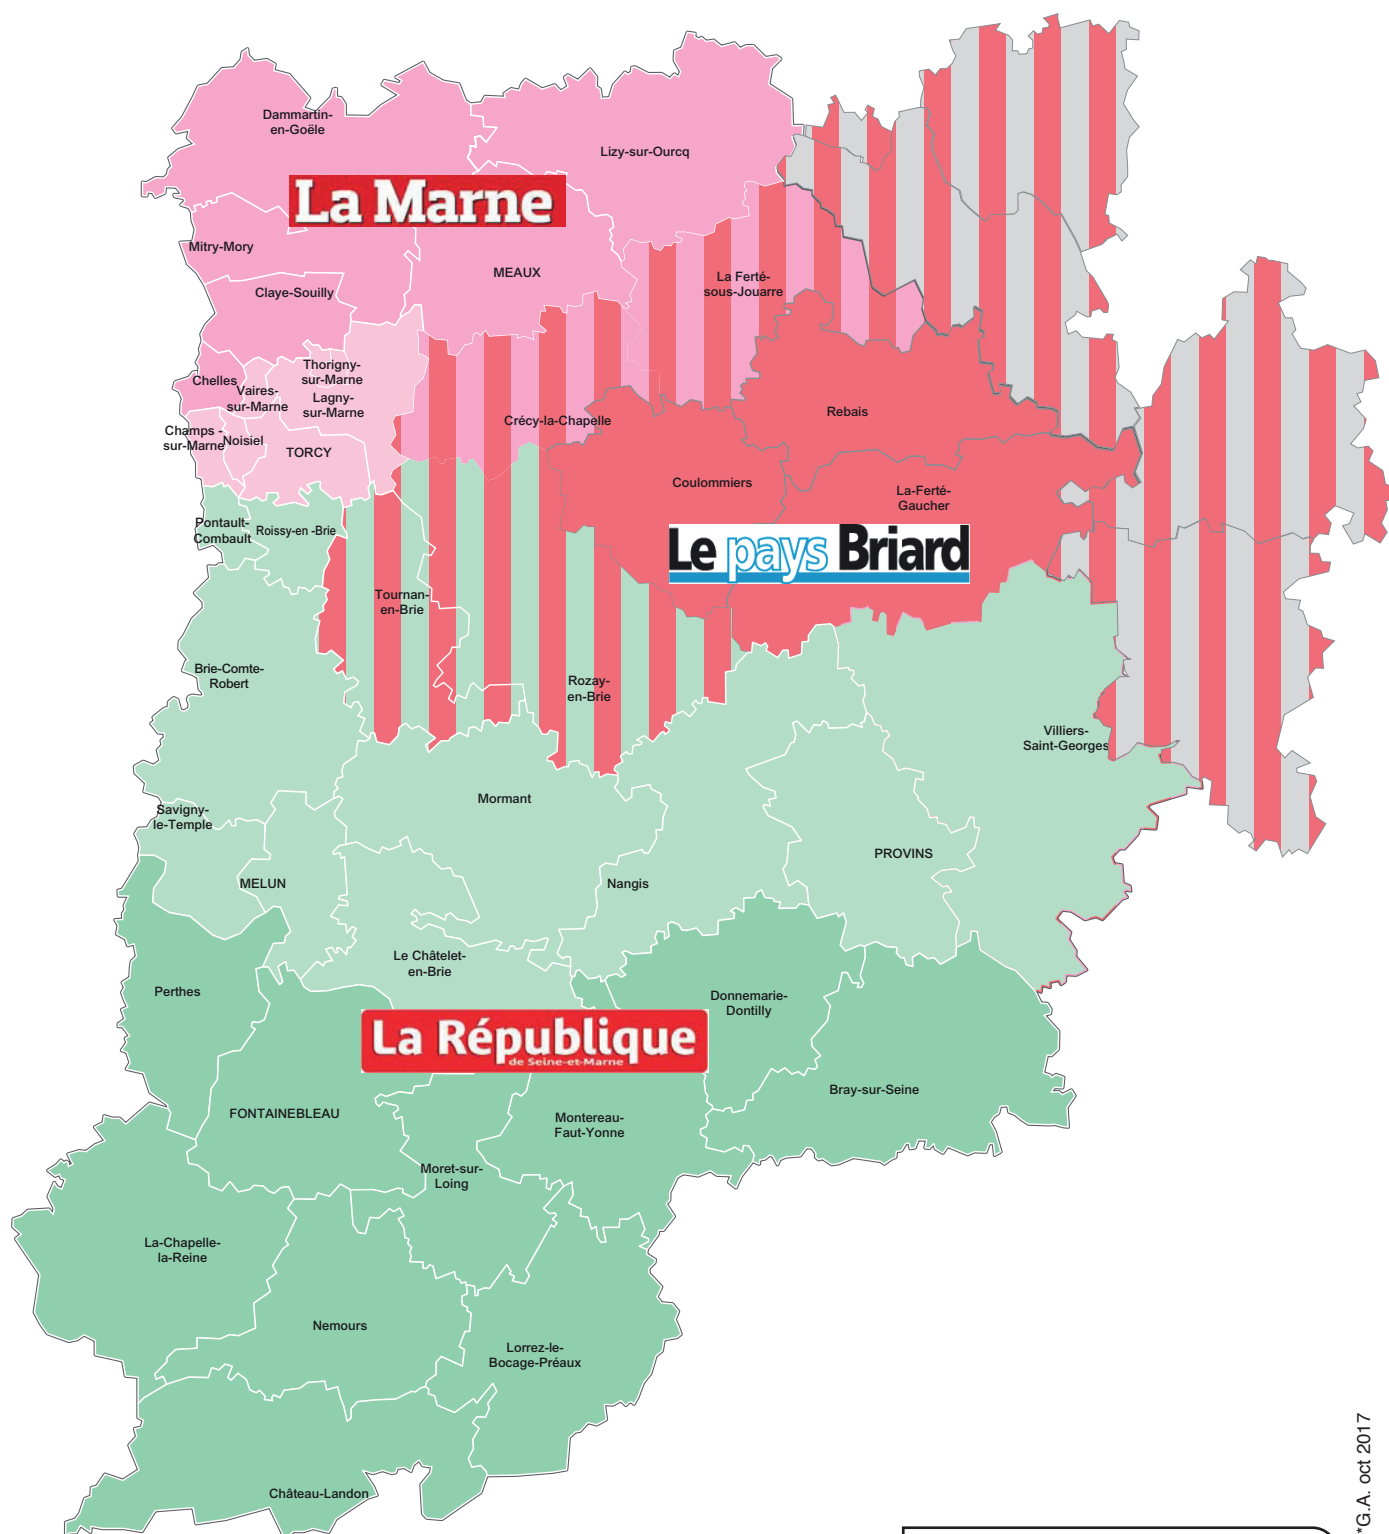 Dammartin-
en-Goële
Lizy-sur-Ourcq
La Marne
Mitry-Mory
MEAUX
Claye-Souilly
La Ferté-
sous-Jouarre
Thorigny-
sur-Marne
Chelles
Vaires-
sur-Marne
Lagny-
sur-Marne
Rebais
Crécy-la-Chapelle
Champs -
sur-Marne
Noisiel
TORCY
Coulommiers
La-Ferté-
Gaucher
Pontault-
Combault
Roissy-en -Brie
Le pays Briard
Tournan-
en-Brie
Brie-Comte-
Robert
Rozay-
en-Brie
Villiers-
Saint-Georges
Mormant
Savigny-
le-Temple
PROVINS
MELUN
Nangis
Le Châtelet-
en-Brie
Perthes
Donnemarie-
Dontilly
La République
de Seine-et-Marne
Bray-sur-Seine
FONTAINEBLEAU
Montereau-
Faut-Yonne
Moret-sur-
Loing
La-Chapelle-
la-Reine
Nemours
Lorrez-le-
Bocage-Préaux
Château-Landon
*G.A. oct 2017